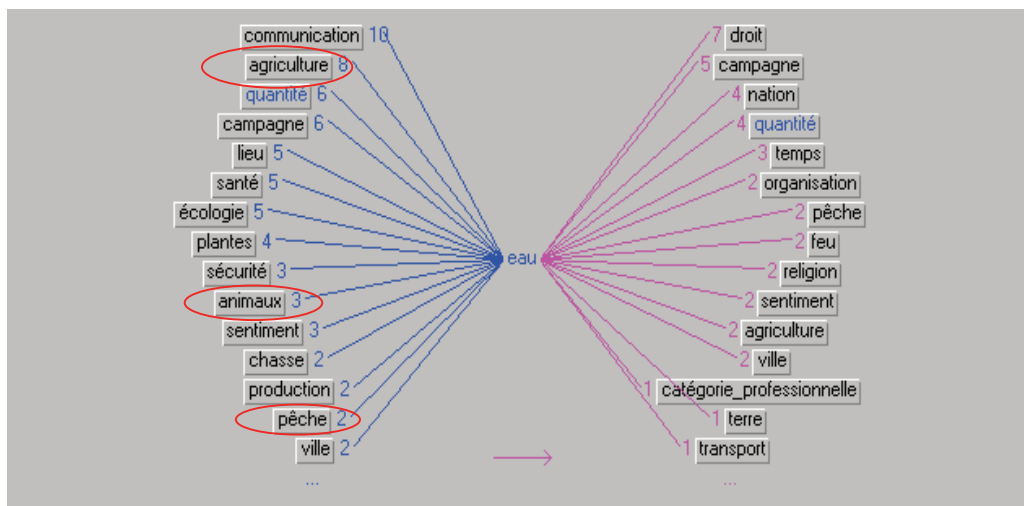 communication 10
agriculture 8
quantité 6
campagne 6
lieu 5
santé 5
écologie 5
plantes 4
sécurité 3
animaux 3
sentiment 3
chasse 2
production 2
pêche 2
ville 2
...
eau
7 droit
5 campagne
4 nation
4 quantité
3 temps
2 organisation
2 pêche
2 feu
2 religion
2 sentiment
2 agriculture
2 ville
1 catégorie_professionnelle
1 terre
1 transport
...